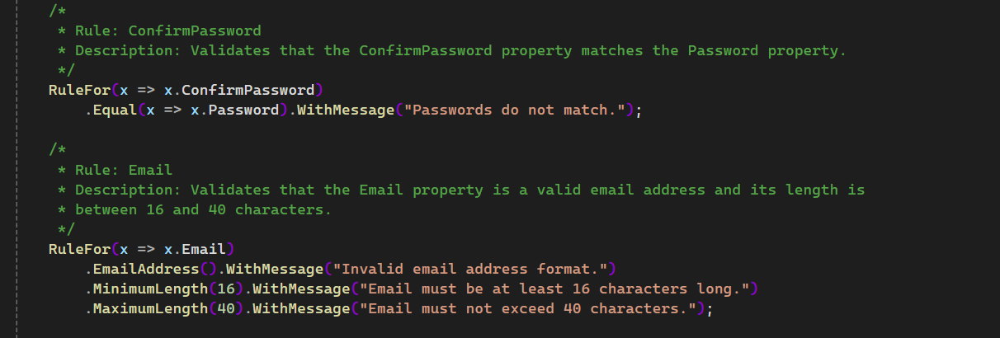 /*
* Rule: ConfirmPassword
* Description: Validates that the ConfirmPassword property matches the Password property.
*/
RuleFor(x => x.ConfirmPassword)
.Equal(x => x.Password).WithMessage("Passwords do not match.");
/*
* Rule: Email
* Description: Validates that the Email property is a valid email address and its length is
* between 16 and 40 characters.
*/
RuleFor(x => x.Email)
.EmailAddress().WithMessage("Invalid email address format.")
.MinimumLength(16).WithMessage("Email must be at least 16 characters long.")
.MaximumLength(40).WithMessage("Email must not exceed 40 characters.");